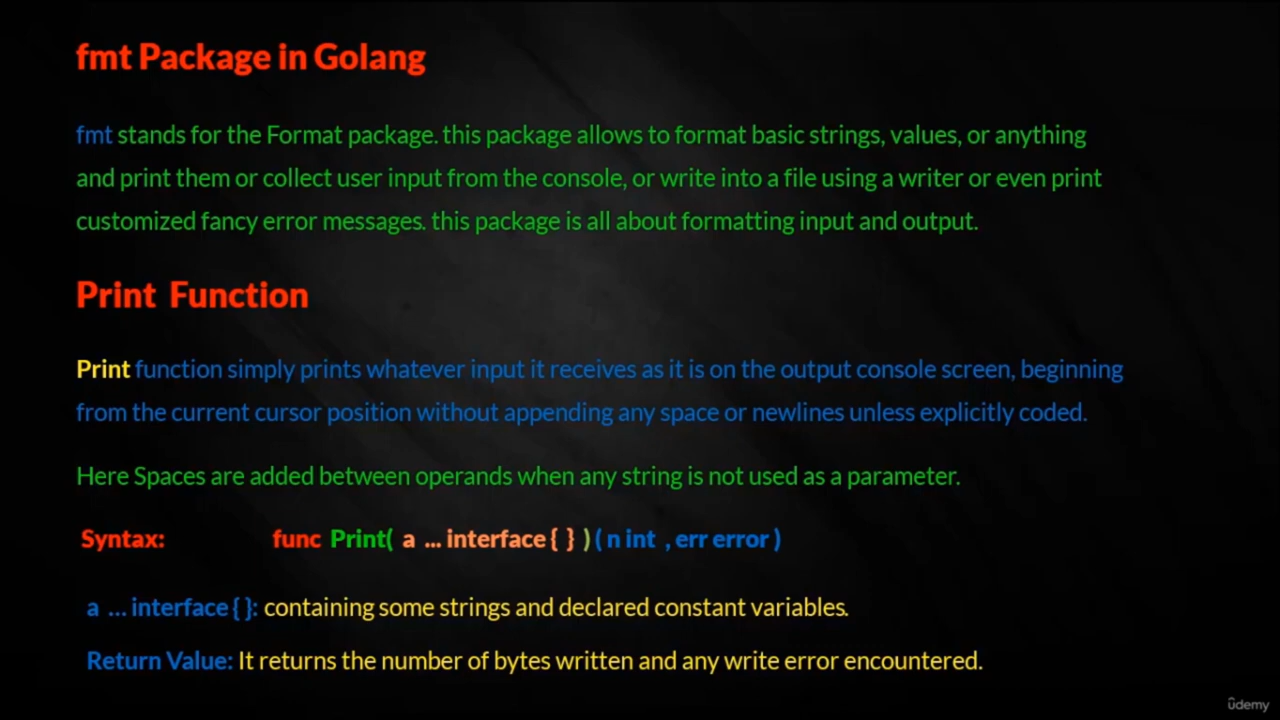 fmt Package in Golang
fmt stands for the Format package. this package allows to format basic strings, values, or anything
and print them or collect user input from the console, or write into a file using a writer or even print
customized fancy error messages. this package is all about formatting input and output.
Print Function
Print function simply prints whatever input it receives as it is on the output console screen, beginning
from the current cursor position without appending any space or newlines unless explicitly coded.
Here Spaces are added between operands when any string is not used as a parameter.
Syntax: func Print( a ... interface { } ) ( n int , err error )
a ... interface { }: containing some strings and declared constant variables.
Return Value: It returns the number of bytes written and any write error encountered.
ûdemy